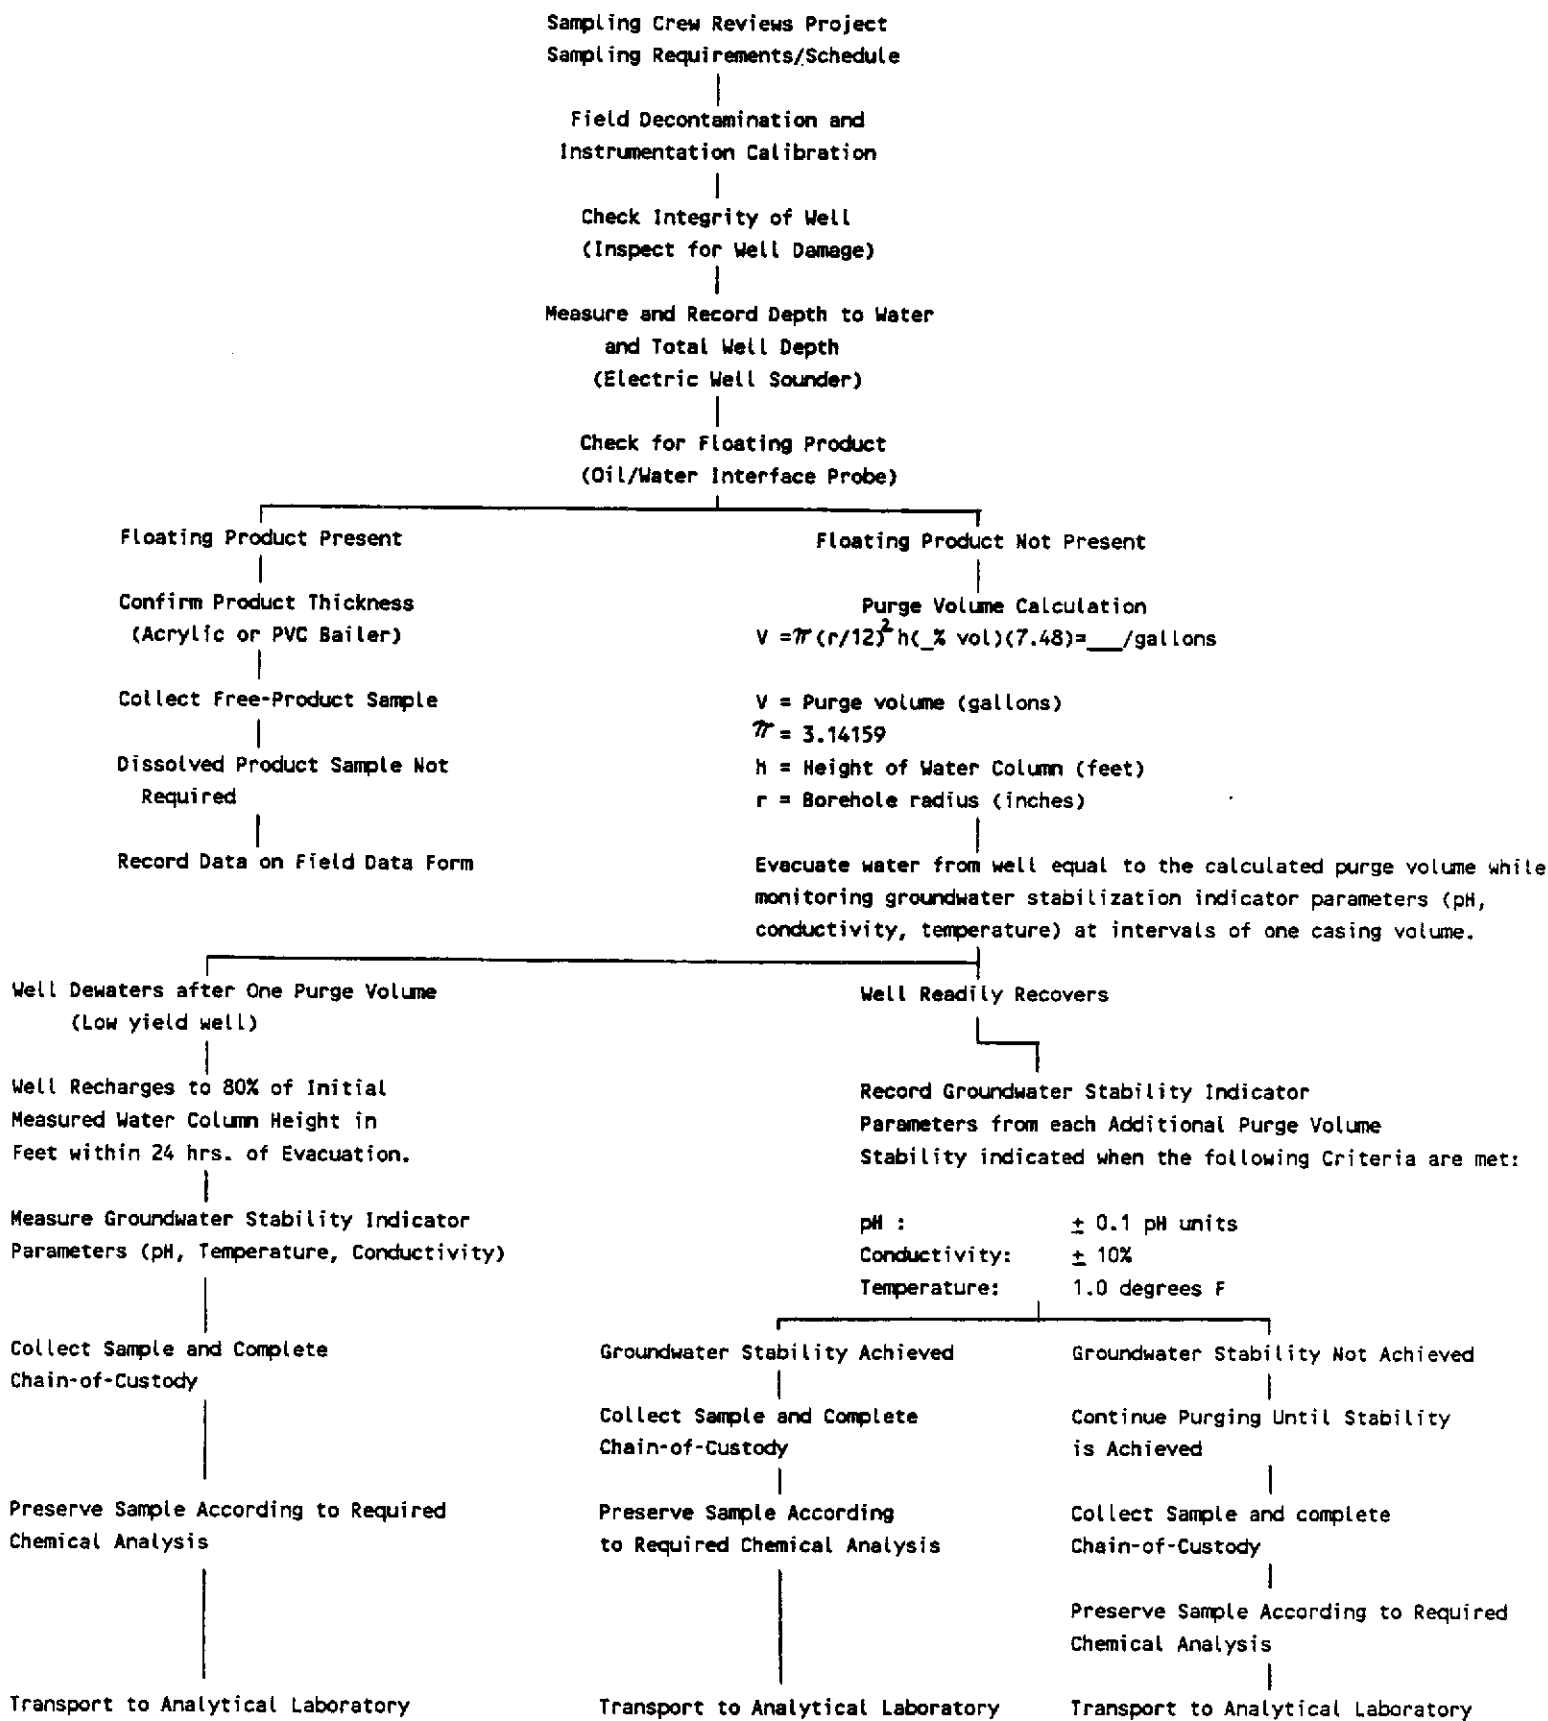 Sampling Crew Reviews Project
Sampling Requirements/Schedule
Field Decontamination and
Instrumentation Calibration
Check Integrity of Well
(Inspect for Well Damage)
Measure and Record Depth to Water
and Total Well Depth
(Electric Well Sounder)
Check for Floating Product
(Oil/Water Interface Probe)
Floating Product Present
Confirm Product Thickness
(Acrylic or PVC Bailer)
Collect Free-Product Sample
Dissolved Product Sample Not
Required
Record Data on Field Data Form
Floating Product Not Present
Purge Volume Calculation
V =π(r/12)² h(_% vol)(7.48)=___/gallons
V = Purge volume (gallons)
π = 3.14159
h = Height of Water Column (feet)
r = Borehole radius (inches)
Evacuate water from well equal to the calculated purge volume while
monitoring groundwater stabilization indicator parameters (pH,
conductivity, temperature) at intervals of one casing volume.
Well Dewaters after One Purge Volume
(Low yield well)
Well Recharges to 80% of Initial
Measured Water Column Height in
Feet within 24 hrs. of Evacuation.
Measure Groundwater Stability Indicator
Parameters (pH, Temperature, Conductivity)
Collect Sample and Complete
Chain-of-Custody
Preserve Sample According to Required
Chemical Analysis
Transport to Analytical Laboratory
Well Readily Recovers
Record Groundwater Stability Indicator
Parameters from each Additional Purge Volume
Stability indicated when the following Criteria are met:
pH : ± 0.1 pH units
Conductivity: ± 10%
Temperature: 1.0 degrees F
Groundwater Stability Achieved
Collect Sample and Complete
Chain-of-Custody
Preserve Sample According
to Required Chemical Analysis
Transport to Analytical Laboratory
Groundwater Stability Not Achieved
Continue Purging Until Stability
is Achieved
Collect Sample and complete
Chain-of-Custody
Preserve Sample According to Required
Chemical Analysis
Transport to Analytical Laboratory